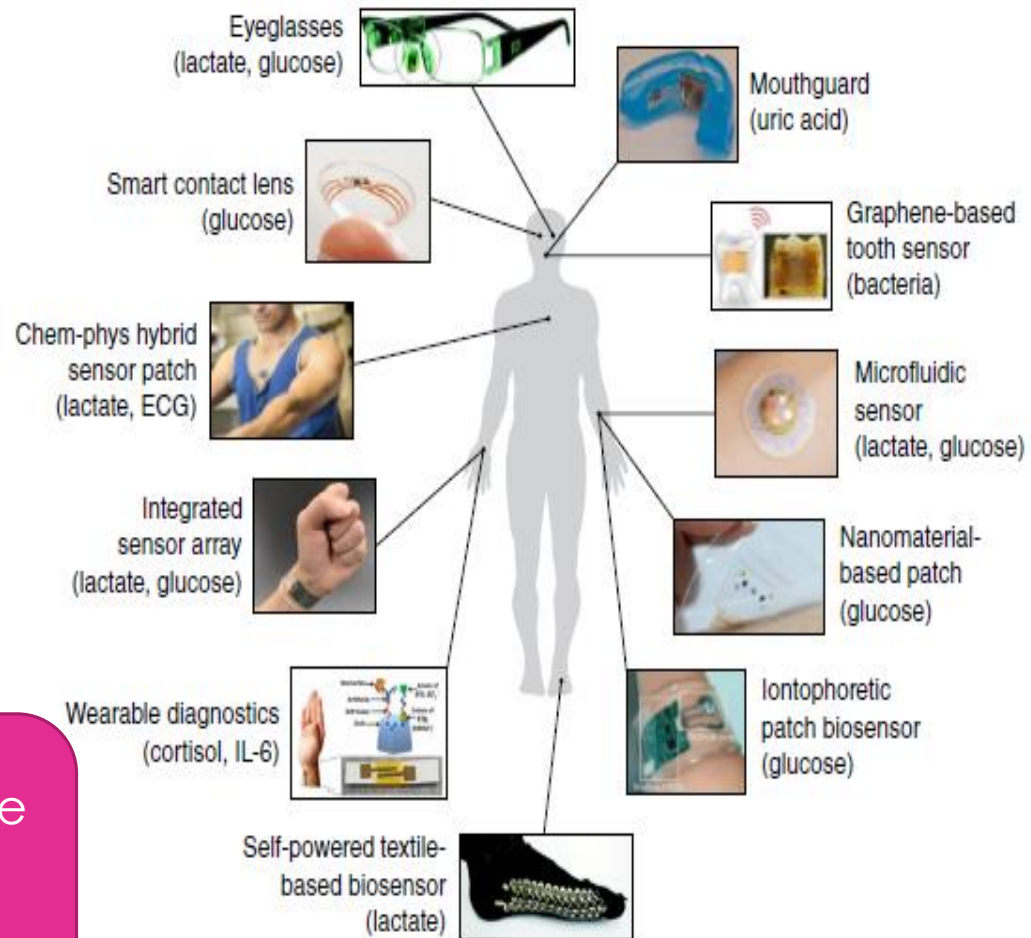 Eyeglasses
(lactate, glucose)
Mouthguard
(uric acid)
Smart contact lens
(glucose)
Graphene-based
tooth sensor
(bacteria)
Chem-phys hybrid
sensor patch
(lactate, ECG)
Microfluidic
sensor
(lactate, glucose)
Integrated
sensor array
(lactate, glucose)
Nanomaterial-
based patch
(glucose)
Wearable diagnostics
(cortisol, IL-6)
Iontophoretic
patch biosensor
(glucose)
e
Self-powered textile-
based biosensor
(lactate)